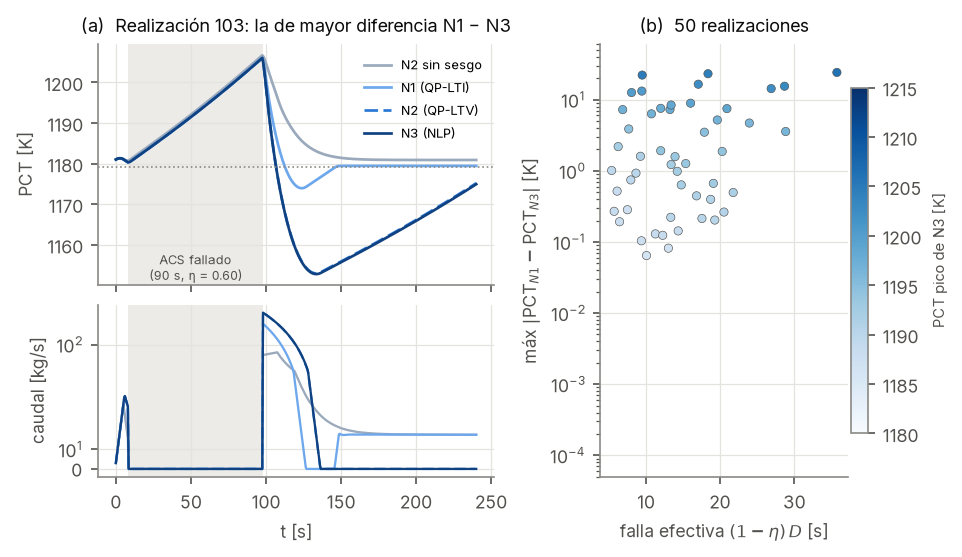 (a) Realización 103: la de mayor diferencia N1 − N3
PCT [K]
1200
1190
1180
1170
1160
N2 sin sesgo
N1 (QP-LTI)
N2 (QP-LTV)
N3 (NLP)
ACS fallado
(90 s, η = 0.60)
caudal [kg/s]
10²
10¹
0
0
50
100
150
200
250
t [s]
(b) 50 realizaciones
máx |PCT_N1 − PCT_N3| [K]
10¹
10⁰
10⁻¹
10⁻²
10⁻³
10⁻⁴
10
20
30
falla efectiva (1 − η) D [s]
1215
1210
1205
1200
1195
1190
1185
1180
PCT pico de N3 [K]